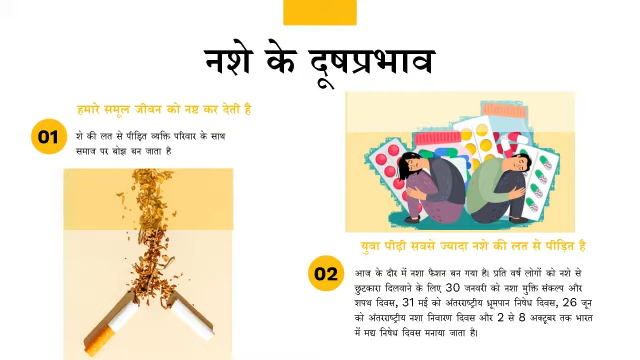 नशे के दूषप्रभाव
हमारे समूल जीवन को नष्ट कर देती है
01
शे की लत से पीड़ित व्यक्ति परिवार के साथ
समाज पर बोझ बन जाता है
युवा पीढ़ी सबसे ज्यादा नशे की लत से पीड़ित है
02
आज के दौर में नशा फैशन बन गया है। प्रति वर्ष लोगों को नशे से
छुटकारा दिलवाने के लिए 30 जनवरी को नशा मुक्ति संकल्प और
शपथ दिवस, 31 मई को अंतरराष्ट्रीय धूम्रपान निषेध दिवस, 26 जून
को अंतरराष्ट्रीय नशा निवारण दिवस और 2 से 8 अक्टूबर तक भारत
में मद्य निषेध दिवस मनाया जाता है।